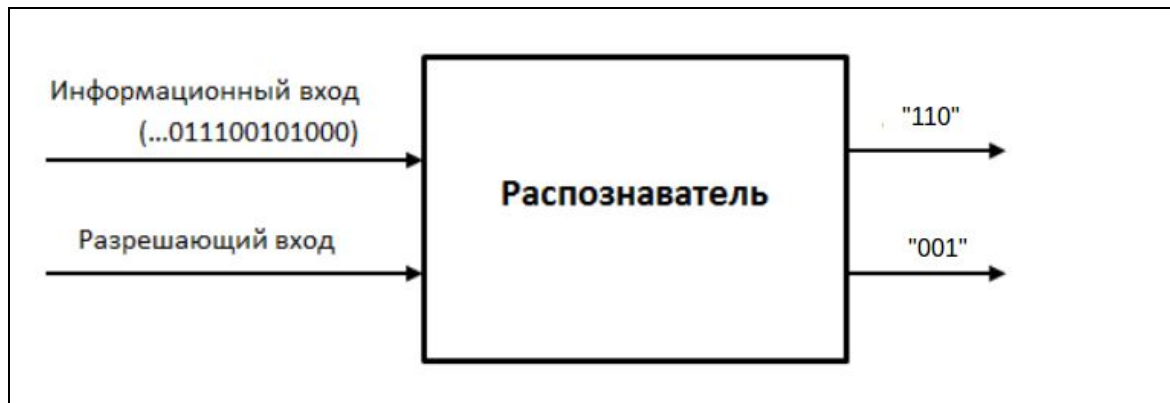 Информационный вход
(...011100101000)
Разрешающий вход
Распознаватель
"110"
"001"